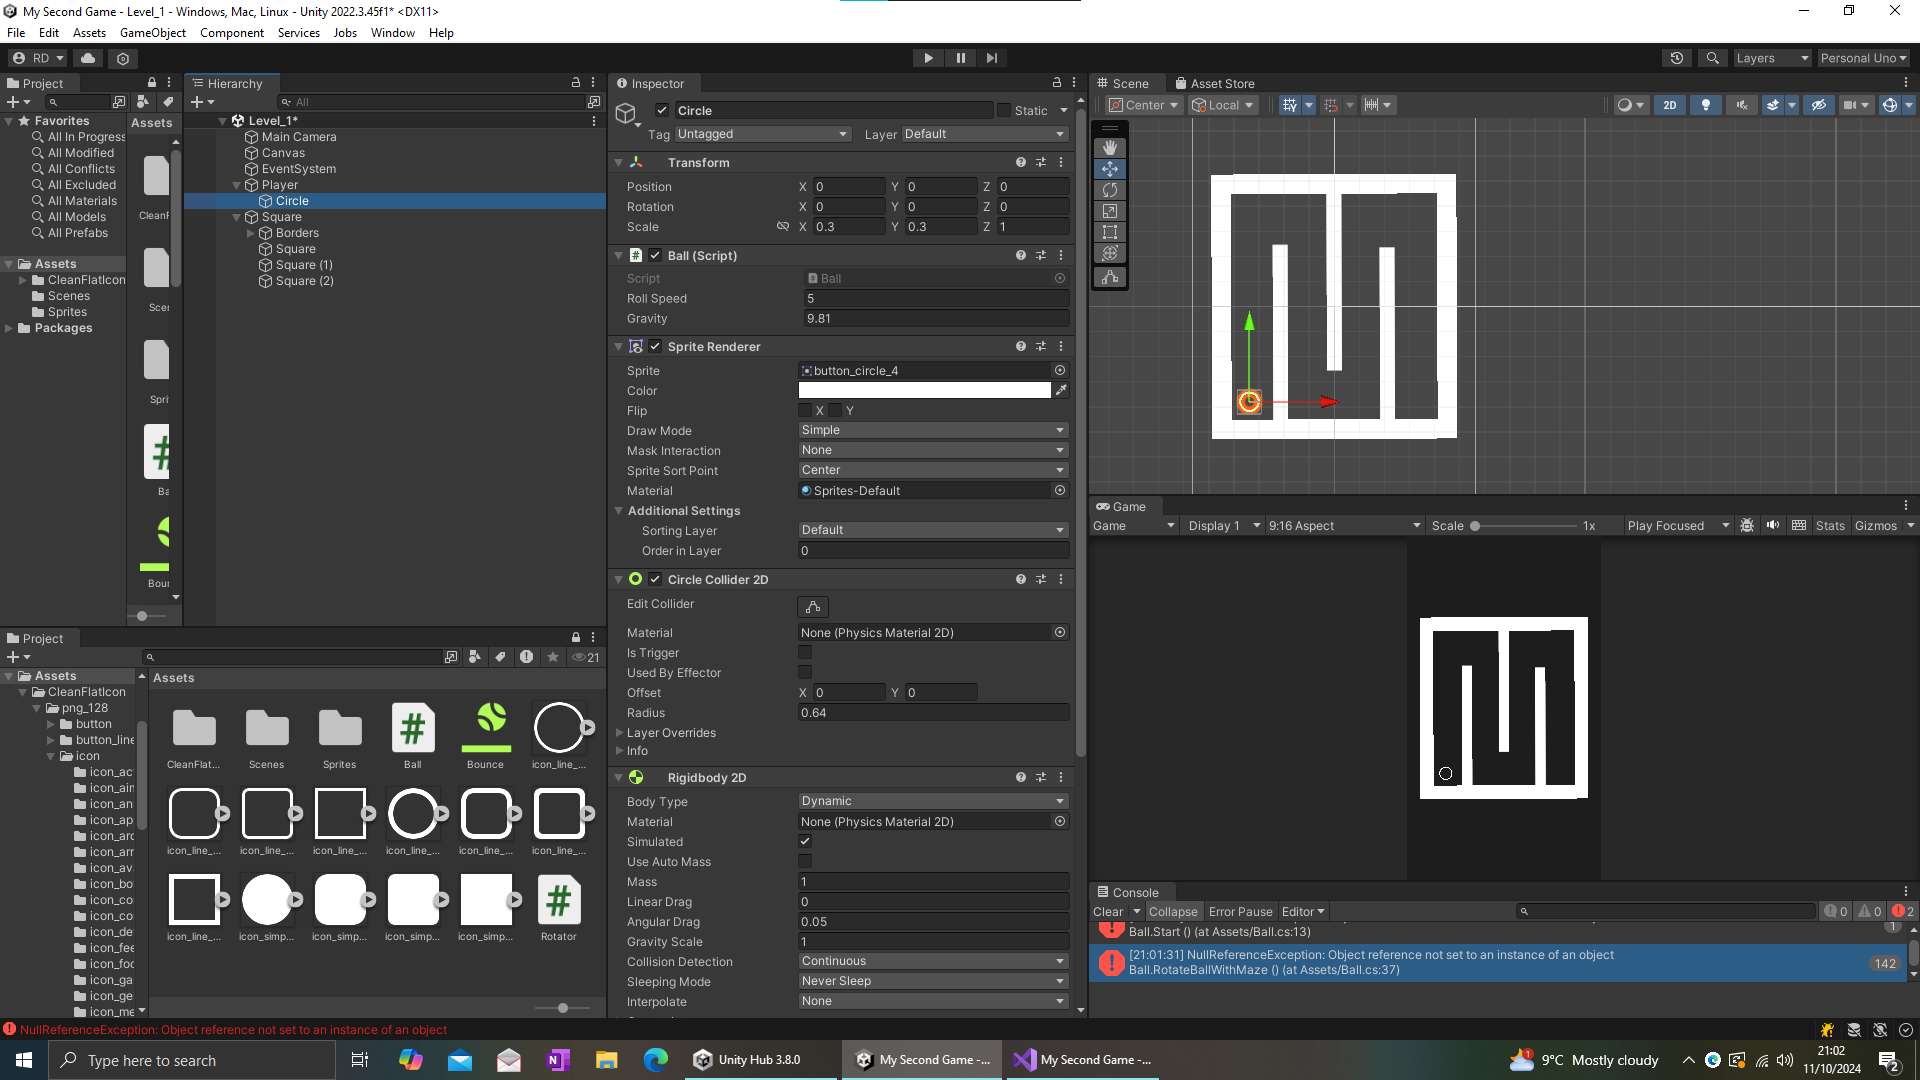 My Second Game - Level_1 - Windows, Mac, Linux - Unity 2022.3.45f1* <DX11>
File Edit Assets GameObject Component Services Jobs Window Help
RD
Layers
Personal Uno
Project
+
Favorites
All In Progress
All Modified
All Conflicts
All Excluded
All Materials
All Models
All Prefabs
Assets
CleanFlatIcon
Scenes
Sprites
Packages
Assets
CleanF
Scen
Spri
#
Ba
Boun
Hierarchy
+
All
Level_1*
Main Camera
Canvas
EventSystem
Player
Circle
Square
Borders
Square
Square (1)
Square (2)
Inspector
Circle
Static
Tag Untagged Layer Default
Transform
Position X 0 Y 0 Z 0
Rotation X 0 Y 0 Z 0
Scale X 0.3 Y 0.3 Z 1
# Ball (Script)
Script Ball
Roll Speed 5
Gravity 9.81
Sprite Renderer
Sprite button_circle_4
Color
Flip X Y
Draw Mode Simple
Mask Interaction None
Sprite Sort Point Center
Material Sprites-Default
Additional Settings
Sorting Layer Default
Order in Layer 0
Circle Collider 2D
Edit Collider
Material None (Physics Material 2D)
Is Trigger
Used By Effector
Offset X 0 Y 0
Radius 0.64
Layer Overrides
Info
Rigidbody 2D
Body Type Dynamic
Material None (Physics Material 2D)
Simulated
Use Auto Mass
Mass 1
Linear Drag 0
Angular Drag 0.05
Gravity Scale 1
Collision Detection Continuous
Sleeping Mode Never Sleep
Interpolate None
Scene Asset Store
Center Local 2D
Game
Game Display 1 9:16 Aspect Scale 1x Play Focused Stats Gizmos
Console
Clear Collapse Error Pause Editor 0 0 2
Ball.Start () (at Assets/Ball.cs:13) 1
[21:01:31] NullReferenceException: Object reference not set to an instance of an object
Ball.RotateBallWithMaze () (at Assets/Ball.cs:37)
142
Project
+
21
Assets
CleanFlatIcon
png_128
button
button_line
icon
icon_ac
icon_ain
icon_an
icon_ap
icon_arc
icon_arr
icon_av
icon_bo
icon_co
icon_co
icon_de
icon_fee
icon_foc
icon_ga
icon_ge
icon_me
Assets
CleanFlat... Scenes Sprites Ball Bounce icon_line_...
icon_line_... icon_line_... icon_line_... icon_line_... icon_line_... icon_line_...
icon_line_... icon_simp... icon_simp... icon_simp... icon_simp... Rotator
NullReferenceException: Object reference not set to an instance of an object
Type here to search
Unity Hub 3.8.0
My Second Game -...
My Second Game -...
1
9°C Mostly cloudy
21:02
11/10/2024
2